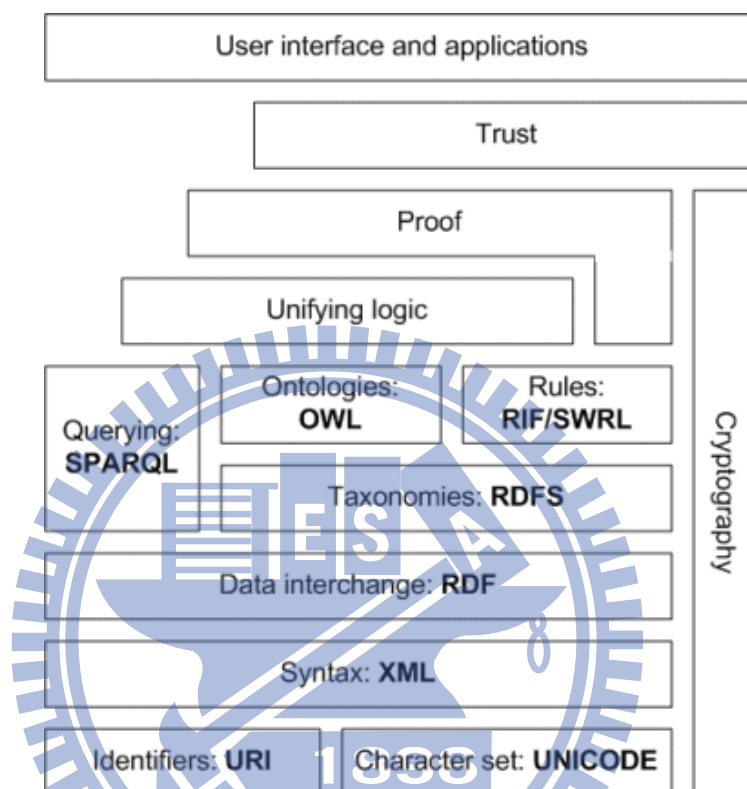 User interface and applications
Trust
Proof
Unifying logic
Querying:
SPARQL
Ontologies:
OWL
Rules:
RIF/SWRL
Taxonomies: RDFS
Cryptography
Data interchange: RDF
Syntax: XML
Identifiers: URI
Character set: UNICODE
E S A
1896